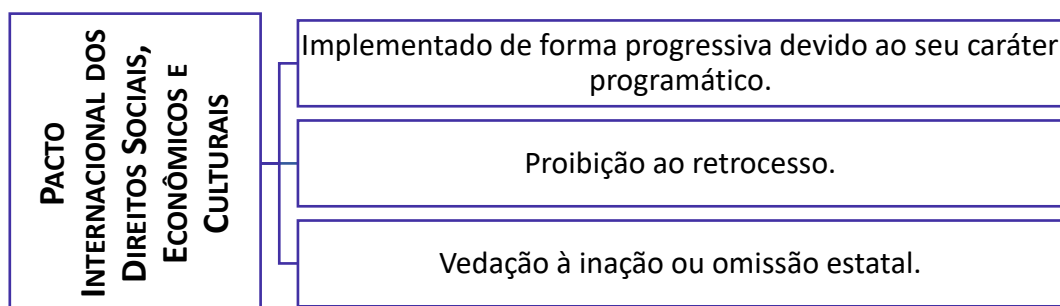 PACTO
INTERNACIONAL DOS
DIREITOS SOCIAIS,
ECONÔMICOS E
CULTURAIS
Implementado de forma progressiva devido ao seu caráter
programático.
Proibição ao retrocesso.
Vedação à inação ou omissão estatal.